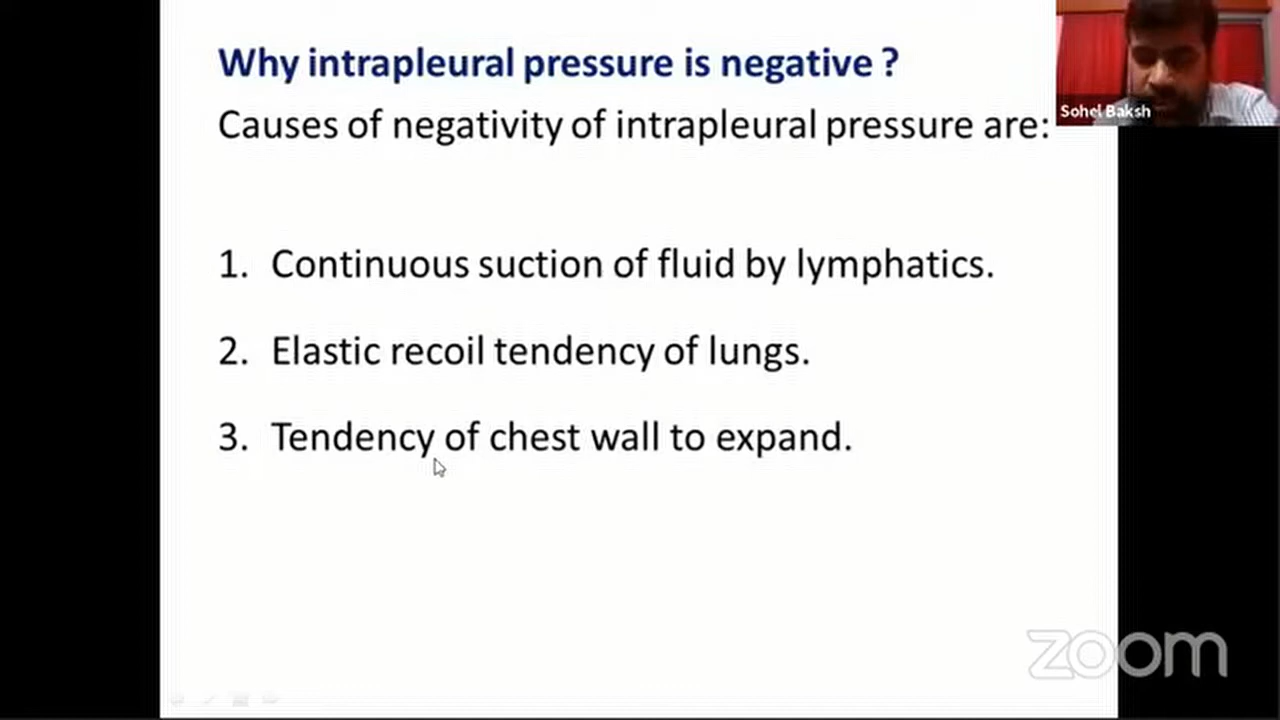 Why intrapleural pressure is negative ?
Causes of negativity of intrapleural pressure are:
Sohel Baksh
1. Continuous suction of fluid by lymphatics.
2. Elastic recoil tendency of lungs.
3. Tendency of chest wall to expand.
zoom